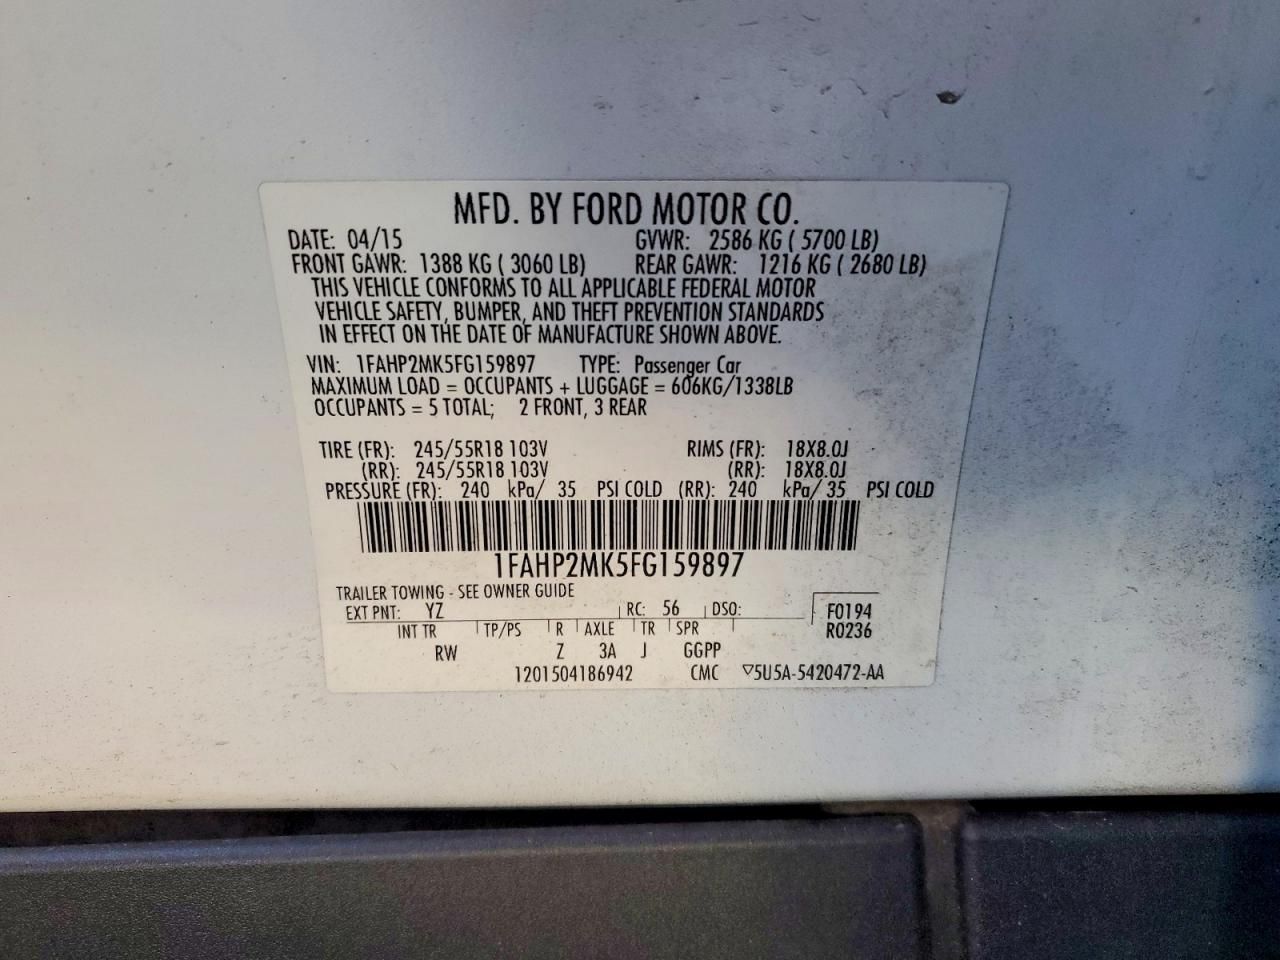 MFD. BY FORD MOTOR CO.
DATE: 04/15 GVWR: 2586 KG ( 5700 LB)
FRONT GAWR: 1388 KG ( 3060 LB) REAR GAWR: 1216 KG ( 2680 LB)
THIS VEHICLE CONFORMS TO ALL APPLICABLE FEDERAL MOTOR
VEHICLE SAFETY, BUMPER, AND THEFT PREVENTION STANDARDS
IN EFFECT ON THE DATE OF MANUFACTURE SHOWN ABOVE.
VIN: 1FAHP2MK5FG159897 TYPE: Passenger Car
MAXIMUM LOAD = OCCUPANTS + LUGGAGE = 606KG/1338LB
OCCUPANTS = 5 TOTAL; 2 FRONT, 3 REAR
TIRE (FR): 245/55R18 103V RIMS (FR): 18X8.0J
(RR): 245/55R18 103V (RR): 18X8.0J
PRESSURE (FR): 240 kPa/ 35 PSI COLD (RR): 240 kPa/ 35 PSI COLD
1FAHP2MK5FG159897
TRAILER TOWING - SEE OWNER GUIDE
EXT PNT: YZ RC: 56 DSO: F0194
INT TR TP/PS R AXLE TR SPR R0236
RW Z 3A J GGPP
1201504186942 CMC ▽5U5A-5420472-AA